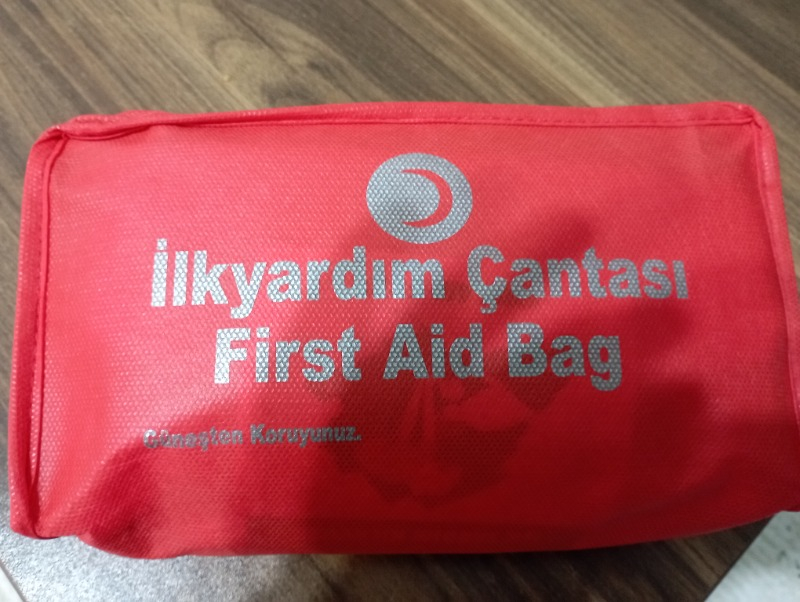 İlkyardım Çantası
First Aid Bag
Güneşten Koruyunuz.